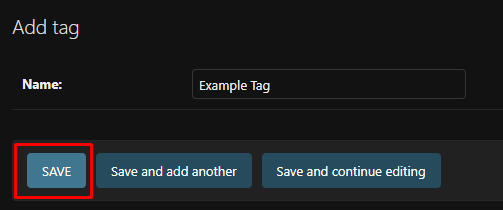 Add tag
Name: Example Tag
SAVE Save and add another Save and continue editing